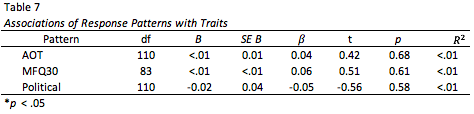 Table 7
Associations of Response Patterns with Traits
Pattern df B SE B β t p R²
AOT 110 <.01 0.01 0.04 0.42 0.68 <.01
MFQ30 83 <.01 <.01 0.06 0.51 0.61 <.01
Political 110 -0.02 0.04 -0.05 -0.56 0.58 <.01
*p < .05